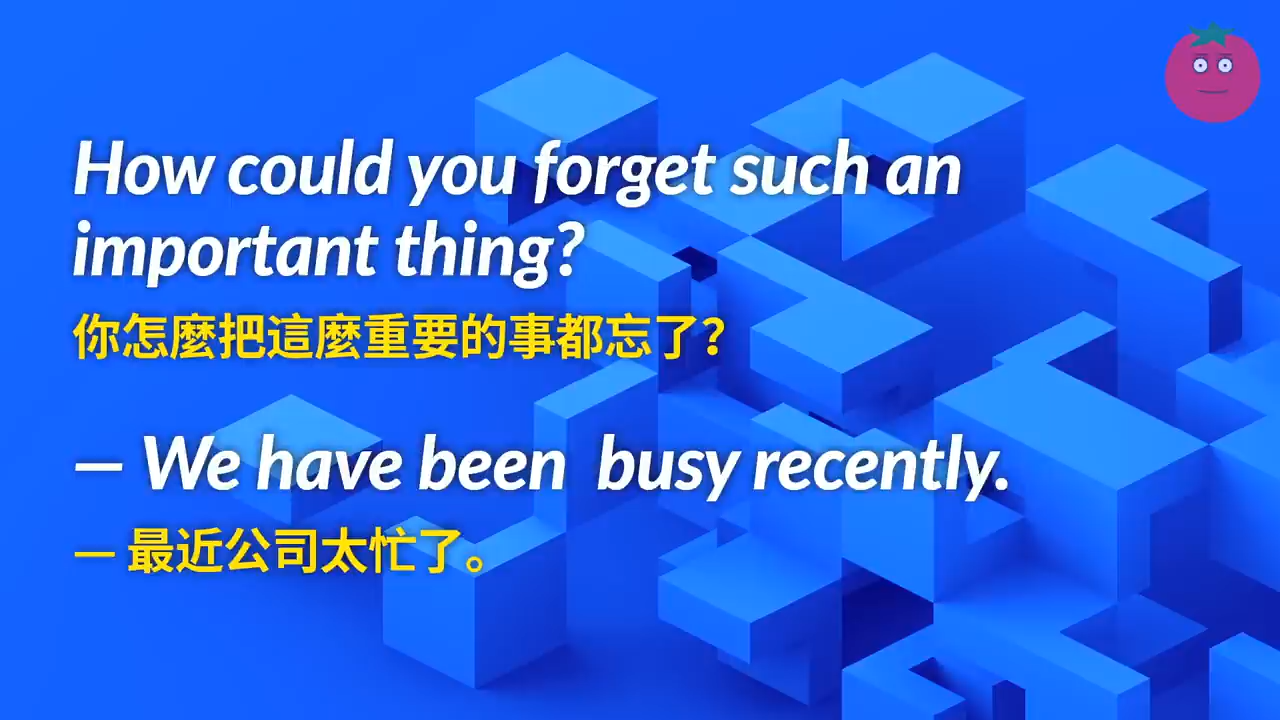 How could you forget such an
important thing?
你怎麼把這麼重要的事都忘了？
— We have been  busy recently.
— 最近公司太忙了。